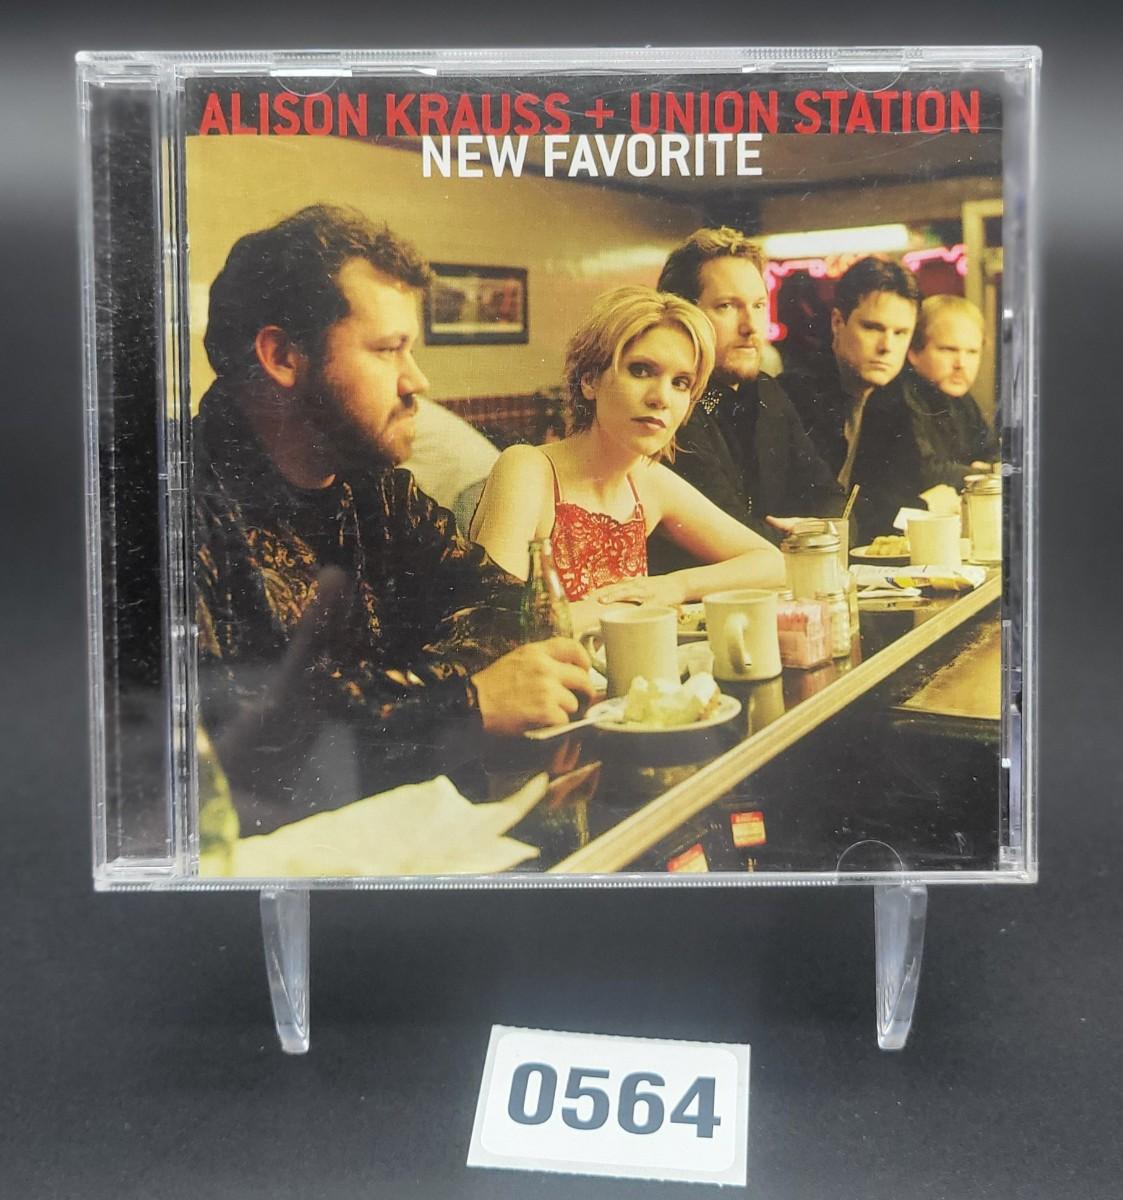 ALISON KRAUSS + UNION STATION
NEW FAVORITE
0564